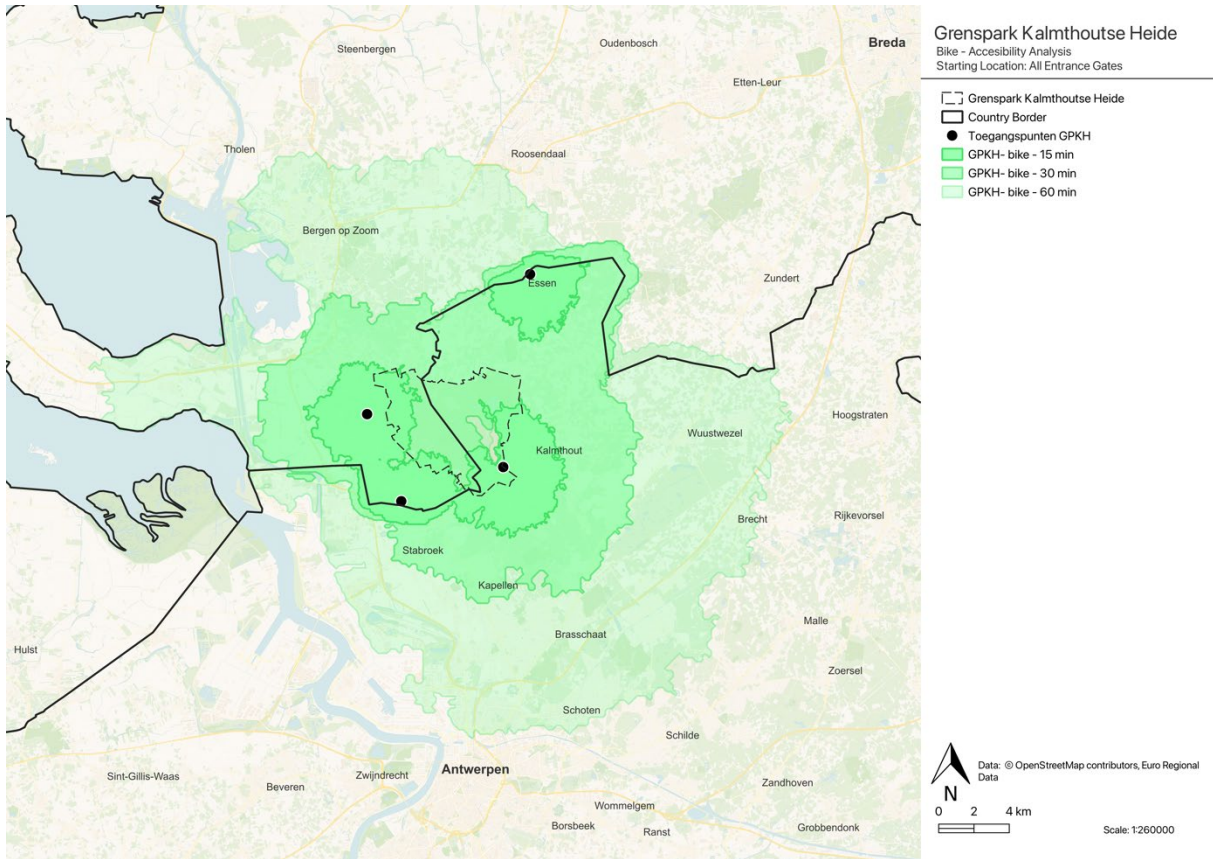 Grenspark Kalmthoutse Heide
Bike - Accesibility Analysis
Starting Location: All Entrance Gates
Grenspark Kalmthoutse Heide
Country Border
Toegangspunten GPKH
GPKH- bike - 15 min
GPKH- bike - 30 min
GPKH- bike - 60 min
Steenbergen
Oudenbosch
Breda
Etten-Leur
Tholen
Roosendaal
Bergen op Zoom
Zundert
Essen
Hoogstraten
Wuustwezel
Kalmthout
Brecht
Rijkevorsel
Stabroek
Kapellen
Malle
Brasschaat
Hulst
Zoersel
Schoten
Schilde
Antwerpen
Sint-Gillis-Waas
Zwijndrecht
Beveren
Zandhoven
Wommelgem
Borsbeek
Ranst
Grobbendonk
N
Data: © OpenStreetMap contributors, Euro Regional
Data
0 2 4 km
Scale: 1:260000